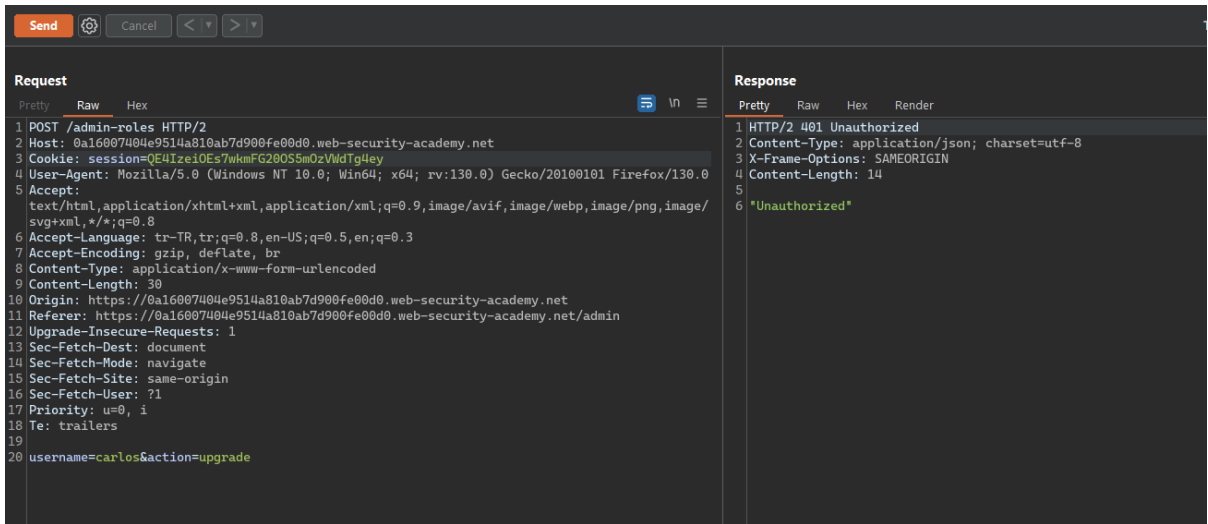 Send Cancel < >
Request
Pretty Raw Hex \n
1 POST /admin-roles HTTP/2
2 Host: 0a16007404e9514a810ab7d900fe00d0.web-security-academy.net
3 Cookie: session=QE4IzeiOEs7wkmFG20OS5mOzVWdTg4ey
4 User-Agent: Mozilla/5.0 (Windows NT 10.0; Win64; x64; rv:130.0) Gecko/20100101 Firefox/130.0
5 Accept:
text/html,application/xhtml+xml,application/xml;q=0.9,image/avif,image/webp,image/png,image/
svg+xml,*/*;q=0.8
6 Accept-Language: tr-TR,tr;q=0.8,en-US;q=0.5,en;q=0.3
7 Accept-Encoding: gzip, deflate, br
8 Content-Type: application/x-www-form-urlencoded
9 Content-Length: 30
10 Origin: https://0a16007404e9514a810ab7d900fe00d0.web-security-academy.net
11 Referer: https://0a16007404e9514a810ab7d900fe00d0.web-security-academy.net/admin
12 Upgrade-Insecure-Requests: 1
13 Sec-Fetch-Dest: document
14 Sec-Fetch-Mode: navigate
15 Sec-Fetch-Site: same-origin
16 Sec-Fetch-User: ?1
17 Priority: u=0, i
18 Te: trailers
19
20 username=carlos&action=upgrade
Response
Pretty Raw Hex Render
1 HTTP/2 401 Unauthorized
2 Content-Type: application/json; charset=utf-8
3 X-Frame-Options: SAMEORIGIN
4 Content-Length: 14
5
6 "Unauthorized"